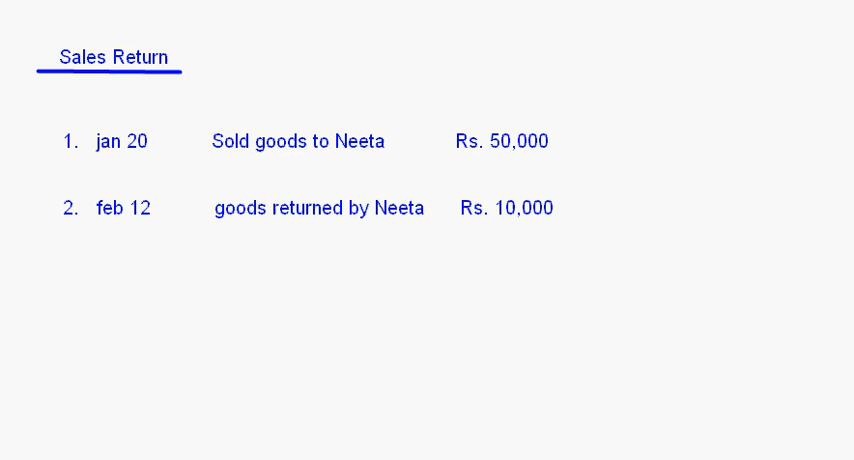 Sales Return
1. jan 20 Sold goods to Neeta Rs. 50,000
2. feb 12 goods returned by Neeta Rs. 10,000